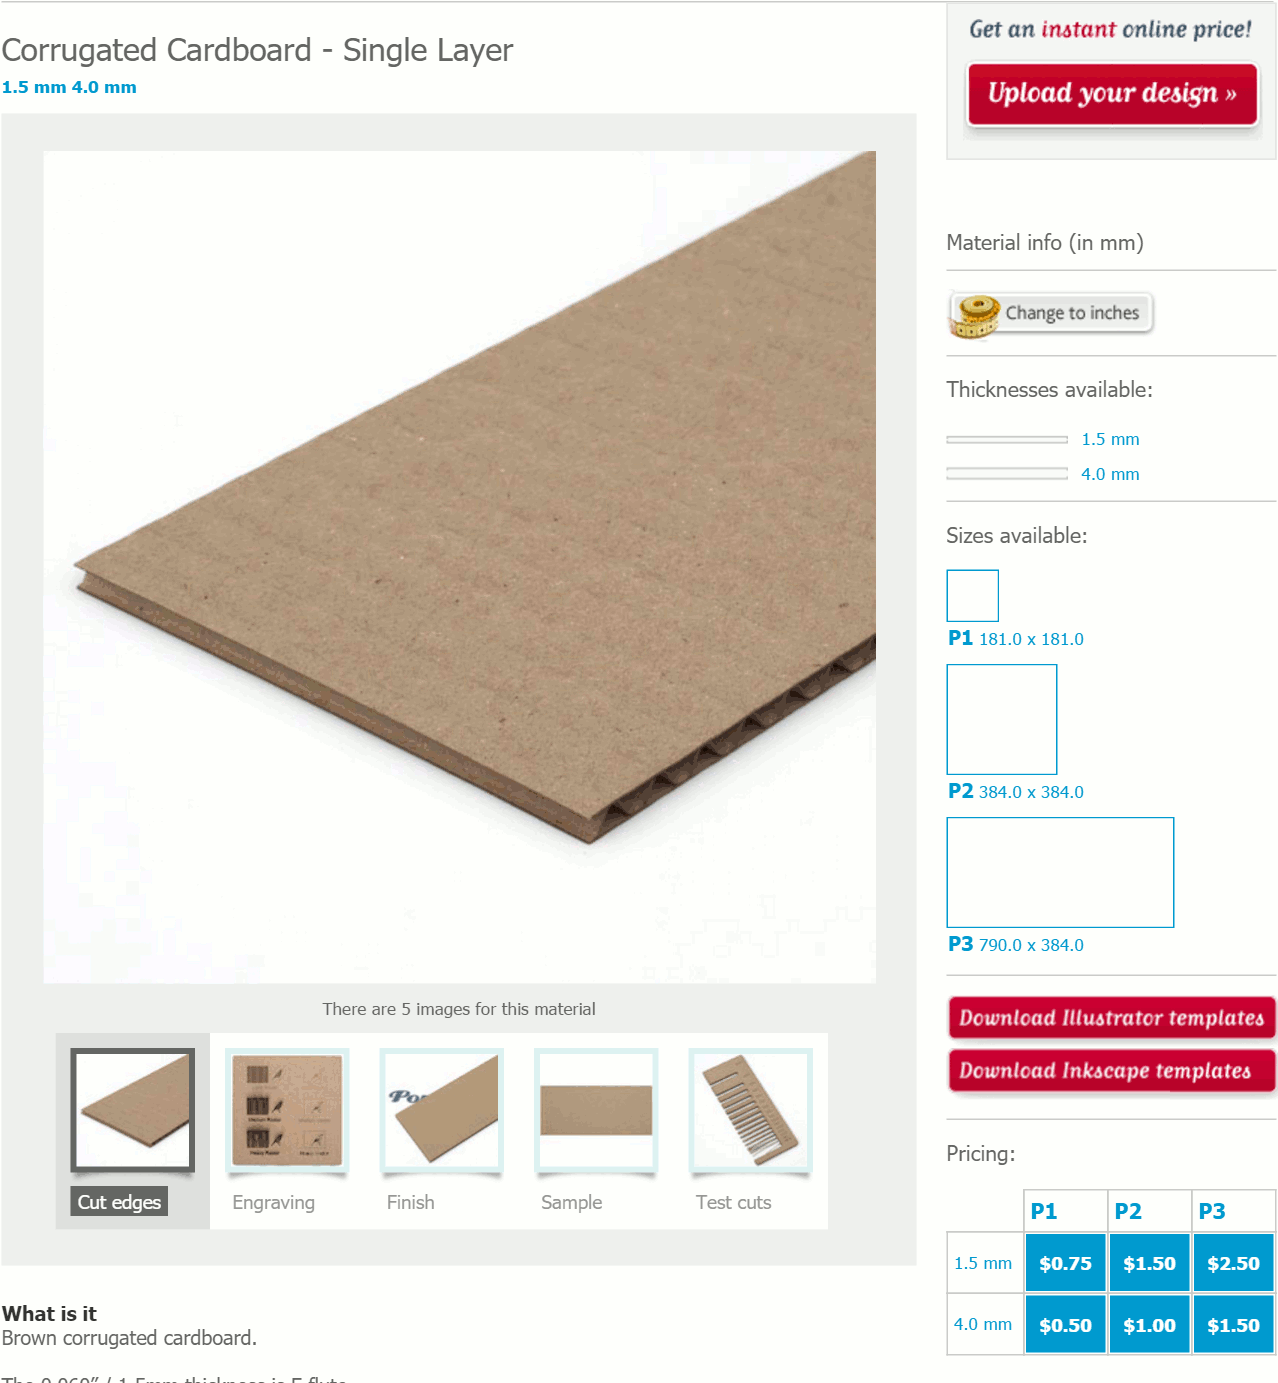 Corrugated Cardboard - Single Layer
1.5 mm 4.0 mm
There are 5 images for this material
Cut edges
Engraving
Finish
Sample
Test cuts
What is it
Brown corrugated cardboard.
Get an instant online price!
Upload your design »
Material info (in mm)
Change to inches
Thicknesses available:
1.5 mm
4.0 mm
Sizes available:
P1 181.0 x 181.0
P2 384.0 x 384.0
P3 790.0 x 384.0
Download Illustrator templates
Download Inkscape templates
Pricing:
P1 P2 P3
1.5 mm $0.75 $1.50 $2.50
4.0 mm $0.50 $1.00 $1.50